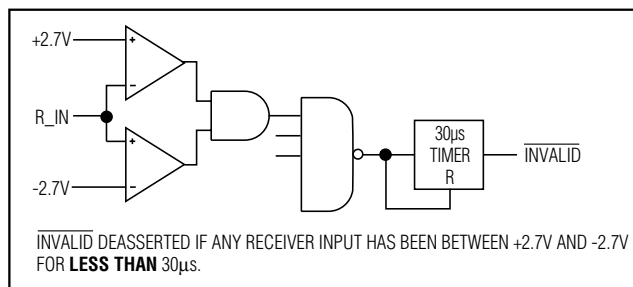 +2.7V
+
−
R_IN
+
−
-2.7V
30µs
TIMER
R
INVALID
INVALID DEASSERTED IF ANY RECEIVER INPUT HAS BEEN BETWEEN +2.7V AND -2.7V
FOR LESS THAN 30µs.